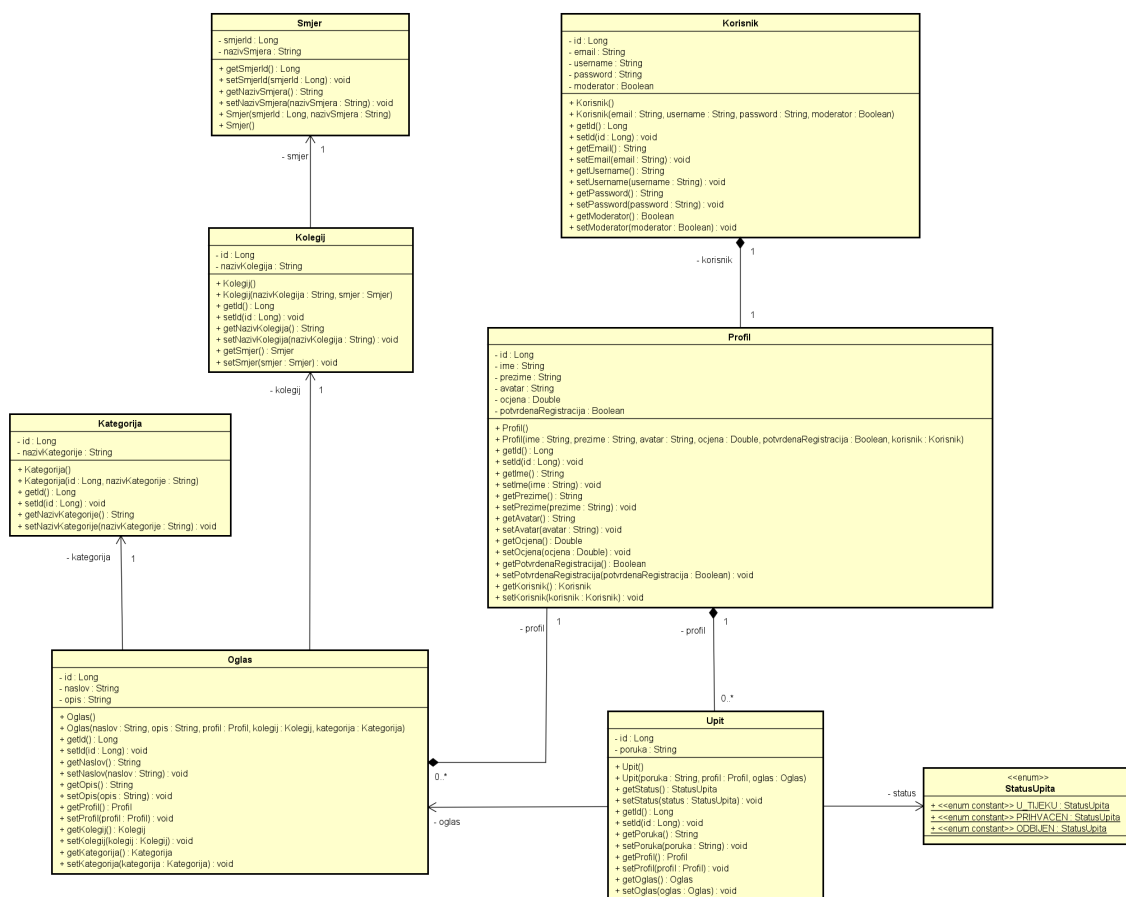 Smjer
- smjerId : Long
- nazivSmjera : String
+ getSmjerId() : Long
+ setSmjerId(smjerId : Long) : void
+ getNazivSmjera() : String
+ setNazivSmjera(nazivSmjera : String) : void
+ Smjer(smjerId : Long, nazivSmjera : String)
+ Smjer()
Korisnik
- id : Long
- email : String
- username : String
- password : String
- moderator : Boolean
+ Korisnik()
+ Korisnik(email : String, username : String, password : String, moderator : Boolean)
+ getId() : Long
+ setId(id : Long) : void
+ getEmail() : String
+ setEmail(email : String) : void
+ getUsername() : String
+ setUsername(username : String) : void
+ getPassword() : String
+ setPassword(password : String) : void
+ getModerator() : Boolean
+ setModerator(moderator : Boolean) : void
- smjer
1
Kolegij
- id : Long
- nazivKolegija : String
+ Kolegij()
+ Kolegij(nazivKolegija : String, smjer : Smjer)
+ getId() : Long
+ setId(id : Long) : void
+ getNazivKolegija() : String
+ setNazivKolegija(nazivKolegija : String) : void
+ getSmjer() : Smjer
+ setSmjer(smjer : Smjer) : void
- korisnik
1
1
Profil
- id : Long
- ime : String
- prezime : String
- avatar : String
- ocjena : Double
- potvrdenaRegistracija : Boolean
+ Profil()
+ Profil(ime : String, prezime : String, avatar : String, ocjena : Double, potvrdenaRegistracija : Boolean, korisnik : Korisnik)
+ getId() : Long
+ setId(id : Long) : void
+ getIme() : String
+ setIme(ime : String) : void
+ getPrezime() : String
+ setPrezime(prezime : String) : void
+ getAvatar() : String
+ setAvatar(avatar : String) : void
+ getOcjena() : Double
+ setOcjena(ocjena : Double) : void
+ getPotvrdenaRegistracija() : Boolean
+ setPotvrdenaRegistracija(potvrdenaRegistracija : Boolean) : void
+ getKorisnik() : Korisnik
+ setKorisnik(korisnik : Korisnik) : void
- kolegij
1
Kategorija
- id : Long
- nazivKategorije : String
+ Kategorija()
+ Kategorija(id : Long, nazivKategorije : String)
+ getId() : Long
+ setId(id : Long) : void
+ getNazivKategorije() : String
+ setNazivKategorije(nazivKategorije : String) : void
- kategorija
1
- profil
1
- profil
1
Oglas
- id : Long
- naslov : String
- opis : String
+ Oglas()
+ Oglas(naslov : String, opis : String, profil : Profil, kolegij : Kolegij, kategorija : Kategorija)
+ getId() : Long
+ setId(id : Long) : void
+ getNaslov() : String
+ setNaslov(naslov : String) : void
+ getOpis() : String
+ setOpis(opis : String) : void
+ getProfil() : Profil
+ setProfil(profil : Profil) : void
+ getKolegij() : Kolegij
+ setKolegij(kolegij : Kolegij) : void
+ getKategorija() : Kategorija
+ setKategorija(kategorija : Kategorija) : void
0..*
0..*
- oglas
Upit
- id : Long
- poruka : String
+ Upit()
+ Upit(poruka : String, profil : Profil, oglas : Oglas)
+ getStatus() : StatusUpita
+ setStatus(status : StatusUpita) : void
+ getId() : Long
+ setId(id : Long) : void
+ getPoruka() : String
+ setPoruka(poruka : String) : void
+ getProfil() : Profil
+ setProfil(profil : Profil) : void
+ getOglas() : Oglas
+ setOglas(oglas : Oglas) : void
- status
<<enum>>
StatusUpita
+ <<enum constant>> U_TIJEKU : StatusUpita
+ <<enum constant>> PRIHVACEN : StatusUpita
+ <<enum constant>> ODBIJEN : StatusUpita